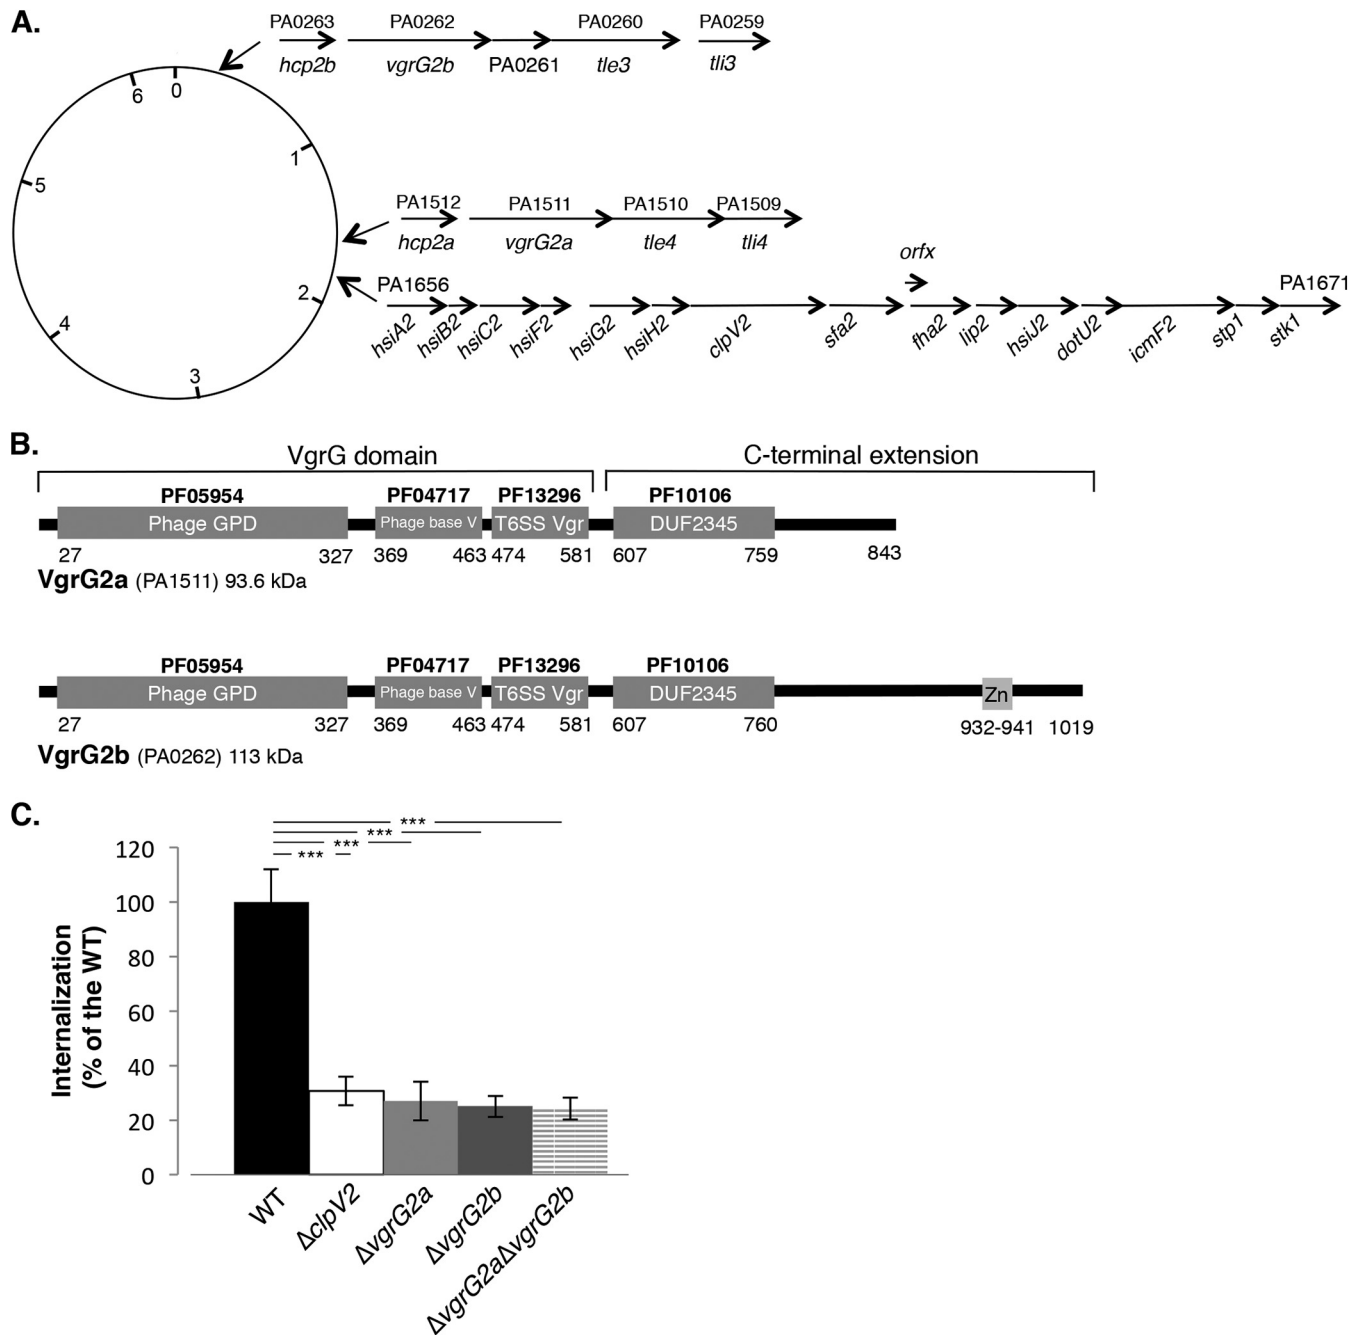 A.
PA0263 PA0262 PA0260 PA0259
hcp2b vgrG2b PA0261 tle3 tli3
6 0
1
5
PA1512 PA1511 PA1510 PA1509
hcp2a vgrG2a tle4 tli4
orfx
2
PA1656 PA1671
hsiA2 hsiB2 hsiC2 hsiF2 hsiG2 hsiH2 clpV2 sfa2 fha2 lip2 hsiJ2 dotU2 icmF2 stp1 stk1
4
3
B.
VgrG domain C-terminal extension
PF05954 PF04717 PF13296 PF10106
Phage GPD Phage base V T6SS Vgr DUF2345
27 327 369 463 474 581 607 759 843
VgrG2a (PA1511) 93.6 kDa
PF05954 PF04717 PF13296 PF10106
Phage GPD Phage base V T6SS Vgr DUF2345 Zn
27 327 369 463 474 581 607 760 932-941 1019
VgrG2b (PA0262) 113 kDa
C.
***
***
***
***
120
100
80
60
40
20
0
Internalization
(% of the WT)
WT ΔclpV2 ΔvgrG2a ΔvgrG2b ΔvgrG2aΔvgrG2b